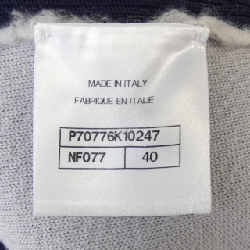 MADE IN ITALY
FABRIQUE EN ITALIE
P70776K10247
NF077 40